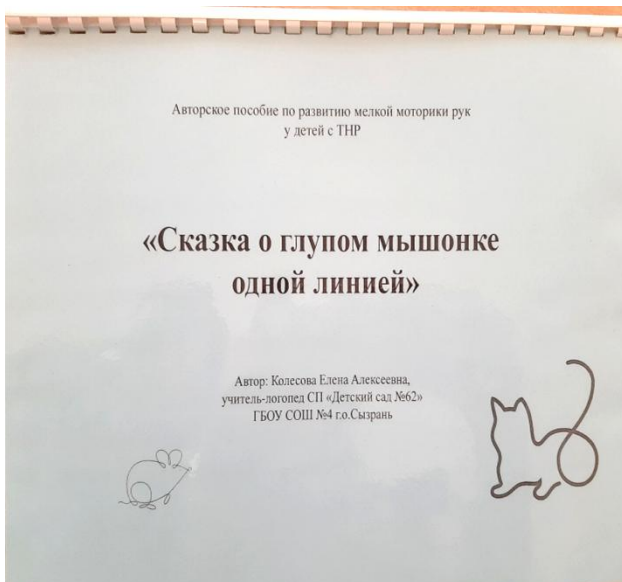 Авторское пособие по развитию мелкой моторики рук
у детей с ТНР
«Сказка о глупом мышонке
одной линией»
Автор: Колесова Елена Алексеевна,
учитель-логопед СП «Детский сад №62»
ГБОУ СОШ №4 г.о.Сызрань